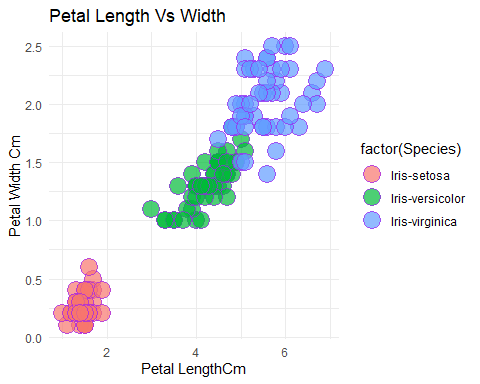 Petal Length Vs Width
Petal Width Cm
2.5
2.0
1.5
1.0
0.5
0.0
2
4
6
Petal LengthCm
factor(Species)
Iris-setosa
Iris-versicolor
Iris-virginica